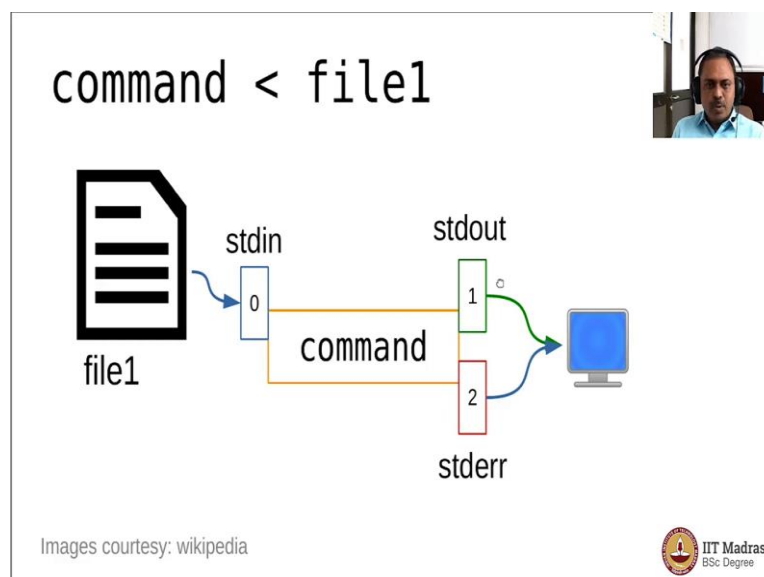 command < file1
stdin
stdout
0
1
command
file1
2
stderr
Images courtesy: wikipedia
IIT Madras
BSc Degree